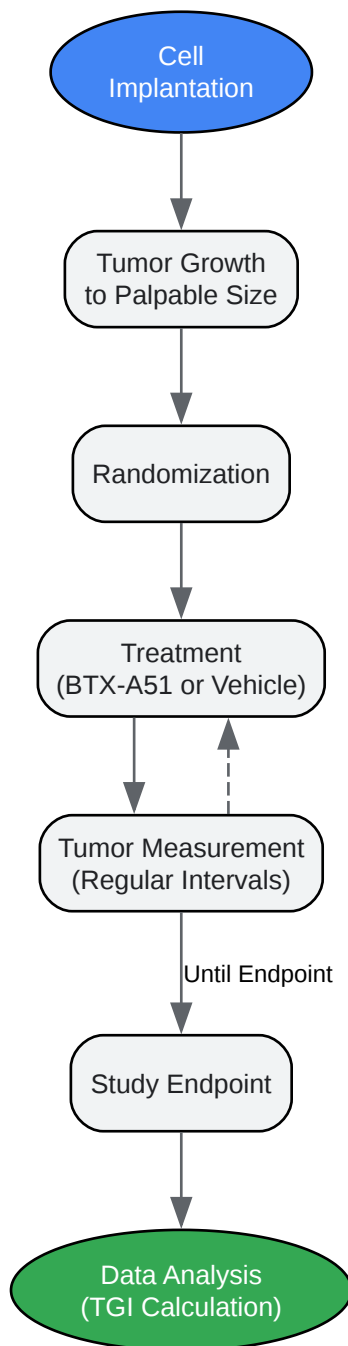 Cell
Implantation
Tumor Growth
to Palpable Size
Randomization
Treatment
(BTX-A51 or Vehicle)
Tumor Measurement
(Regular Intervals)
Until Endpoint
Study Endpoint
Data Analysis
(TGI Calculation)